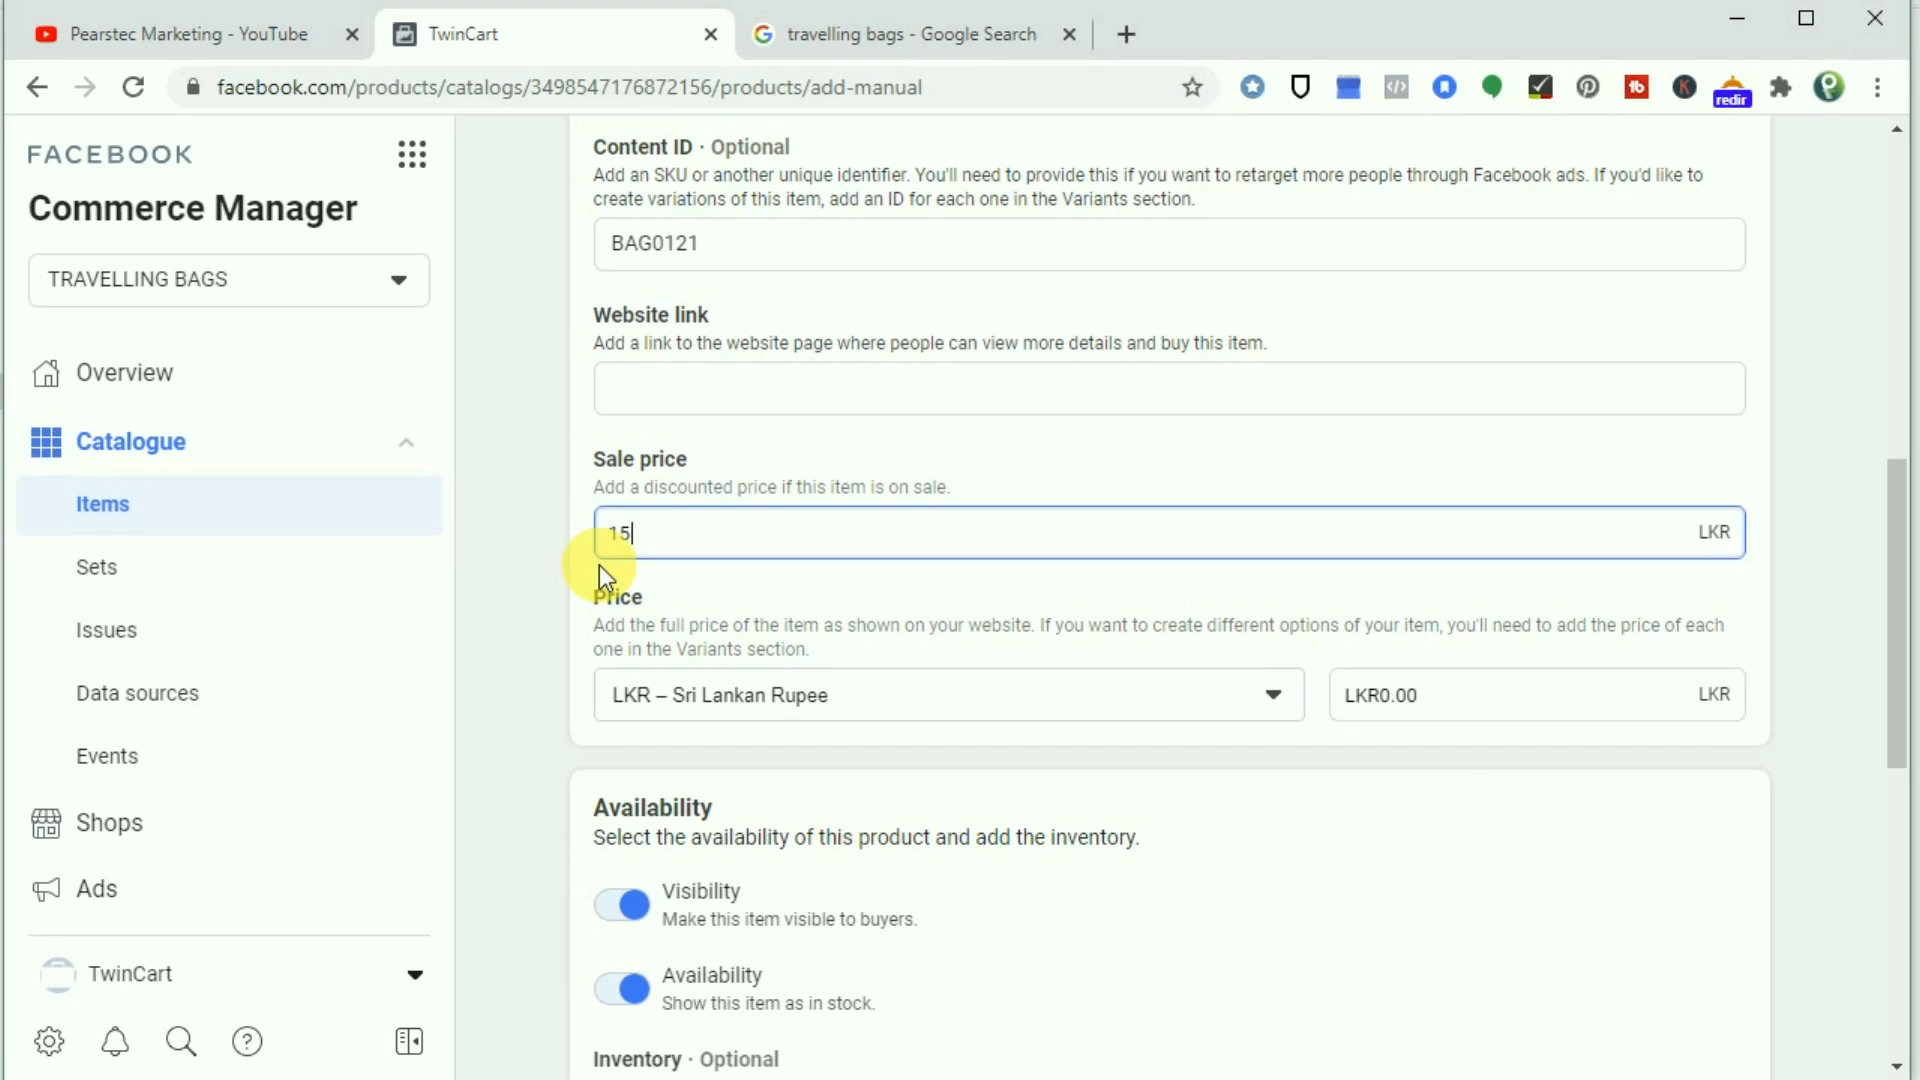 Pearstec Marketing - YouTube
TwinCart
travelling bags - Google Search
facebook.com/products/catalogs/3498547176872156/products/add-manual
redir
FACEBOOK
Commerce Manager
TRAVELLING BAGS
Overview
Catalogue
Items
Sets
Issues
Data sources
Events
Shops
Ads
TwinCart
Content ID · Optional
Add an SKU or another unique identifier. You'll need to provide this if you want to retarget more people through Facebook ads. If you'd like to
create variations of this item, add an ID for each one in the Variants section.
BAG0121
Website link
Add a link to the website page where people can view more details and buy this item.
Sale price
Add a discounted price if this item is on sale.
15 LKR
Price
Add the full price of the item as shown on your website. If you want to create different options of your item, you'll need to add the price of each
one in the Variants section.
LKR – Sri Lankan Rupee LKR0.00 LKR
Availability
Select the availability of this product and add the inventory.
Visibility
Make this item visible to buyers.
Availability
Show this item as in stock.
Inventory · Optional